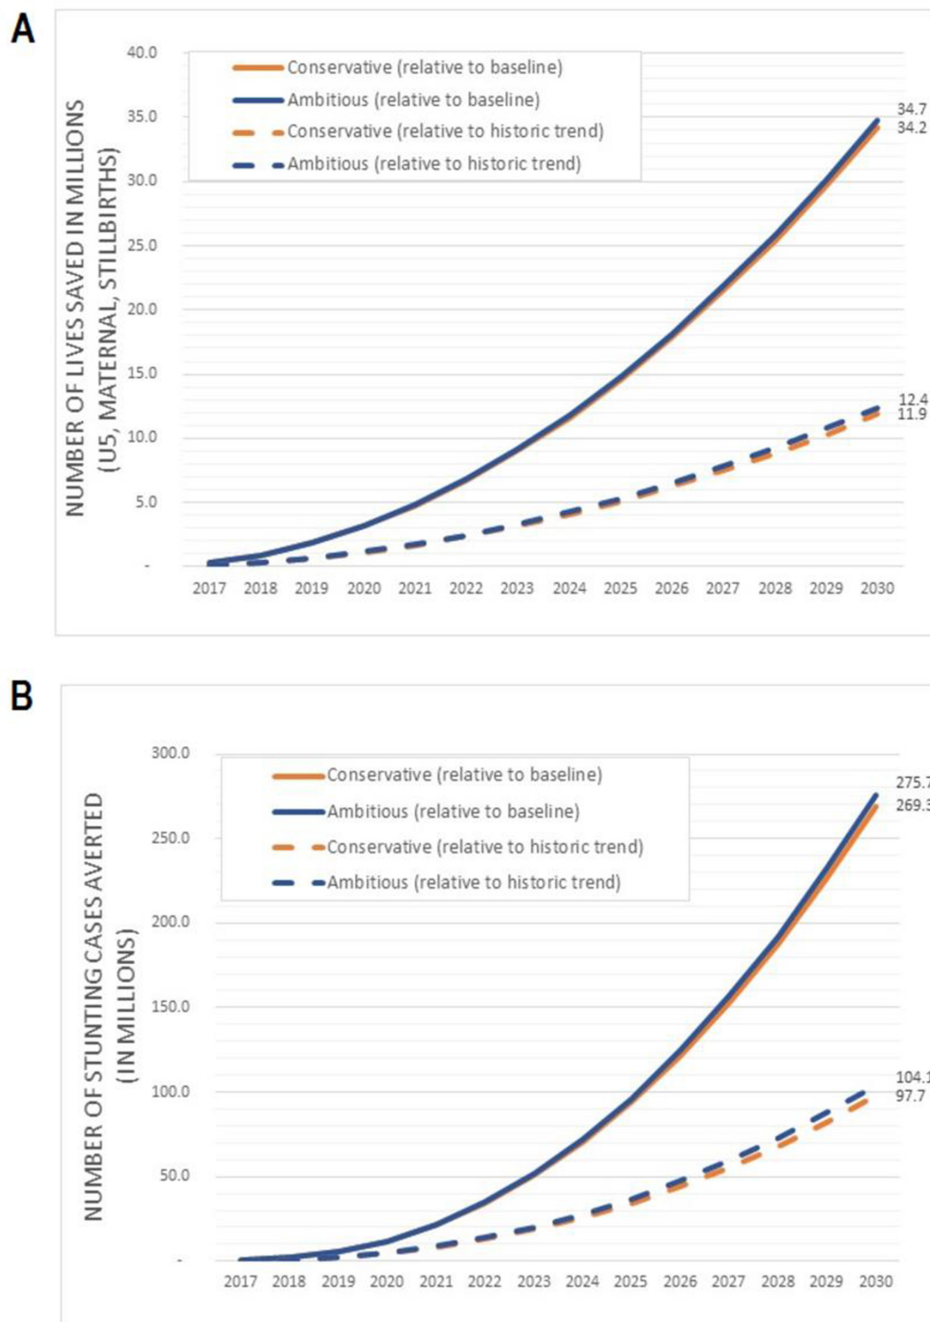 A
NUMBER OF LIVES SAVED IN MILLIONS
(U5, MATERNAL, STILLBIRTHS)
40.0
35.0
30.0
25.0
20.0
15.0
10.0
5.0
-
Conservative (relative to baseline)
Ambitious (relative to baseline)
Conservative (relative to historic trend)
Ambitious (relative to historic trend)
34.7
34.2
12.4
11.9
2017 2018 2019 2020 2021 2022 2023 2024 2025 2026 2027 2028 2029 2030
B
NUMBER OF STUNTING CASES AVERTED
(IN MILLIONS)
300.0
250.0
200.0
150.0
100.0
50.0
-
Conservative (relative to baseline)
Ambitious (relative to baseline)
Conservative (relative to historic trend)
Ambitious (relative to historic trend)
275.7
269.3
104.1
97.7
2017 2018 2019 2020 2021 2022 2023 2024 2025 2026 2027 2028 2029 2030